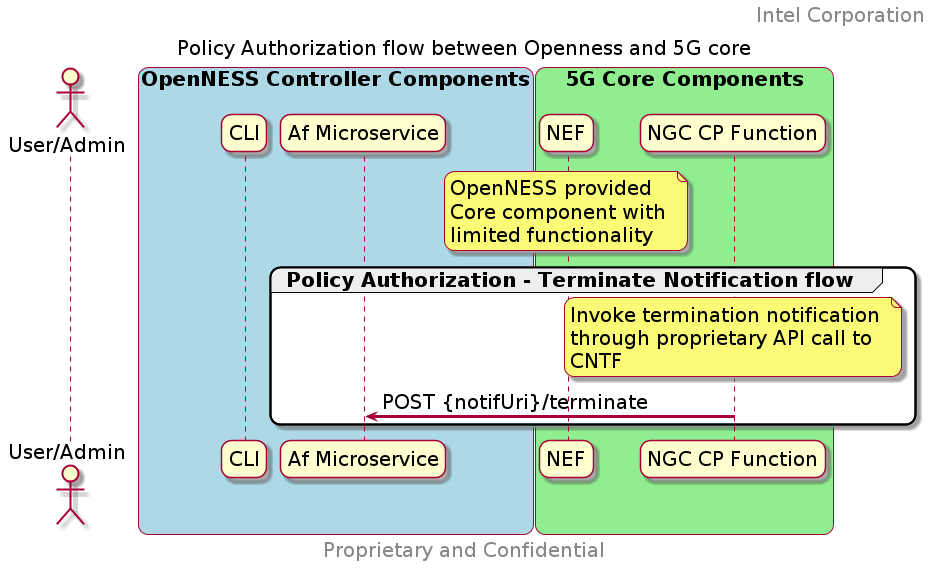 Intel Corporation
Policy Authorization flow between Openness and 5G core
OpenNESS Controller Components
5G Core Components
User/Admin
CLI
Af Microservice
NEF
NGC CP Function
OpenNESS provided
Core component with
limited functionality
Policy Authorization - Terminate Notification flow
Invoke termination notification
through proprietary API call to
CNTF
POST {notifUri}/terminate
User/Admin
CLI
Af Microservice
NEF
NGC CP Function
Proprietary and Confidential